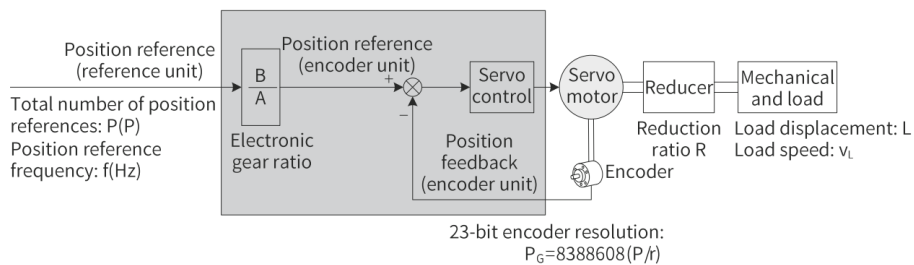 Position reference
(reference unit)
Total number of position
references: P(P)
Position reference
frequency: f(Hz)
B
A
Electronic
gear ratio
Position reference
(encoder unit)
+
−
Servo
control
Position
feedback
(encoder unit)
Servo
motor
Encoder
Reducer
Reduction
ratio R
Mechanical
and load
Load displacement: L
Load speed: vL
23-bit encoder resolution:
PG=8388608(P/r)